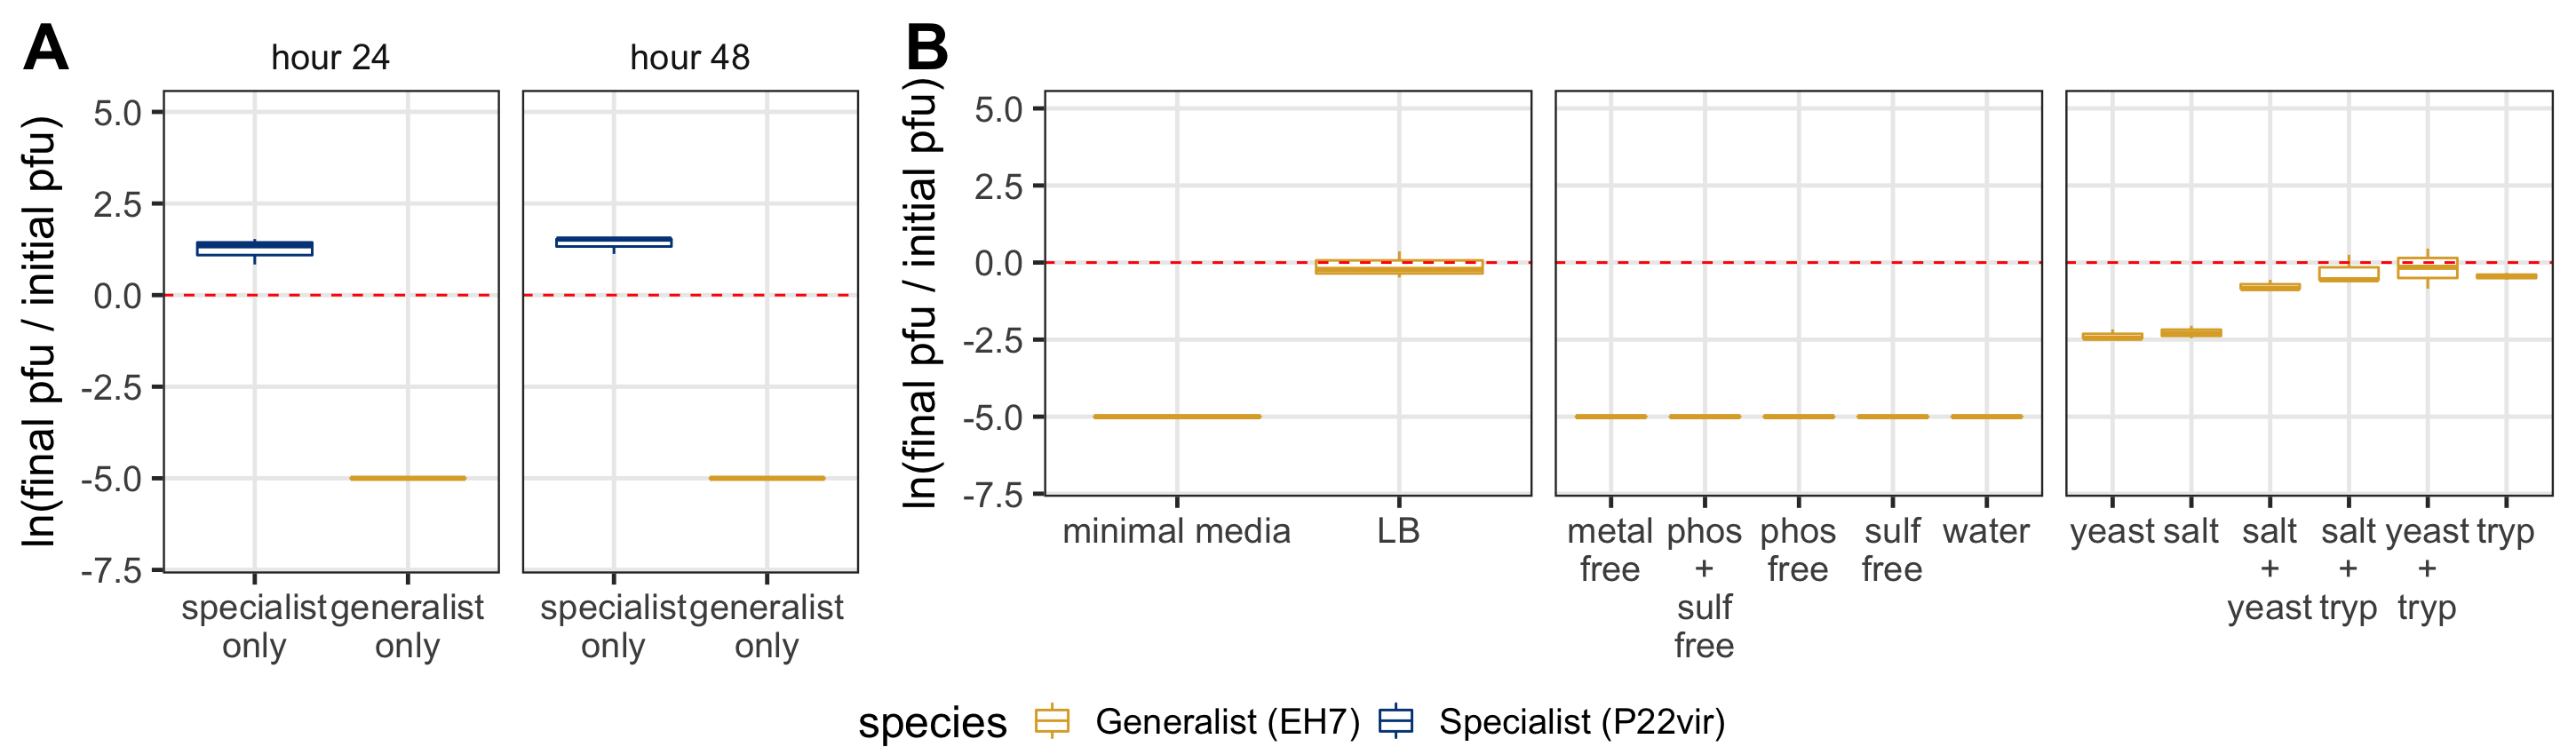 A
hour 24
hour 48
ln(final pfu / initial pfu)
5.0
2.5
0.0
-2.5
-5.0
-7.5
specialist only
generalist only
specialist only
generalist only
B
ln(final pfu / initial pfu)
5.0
2.5
0.0
-2.5
-5.0
-7.5
minimal media
LB
metal free
phos + sulf free
phos free
sulf free
water
yeast
salt
salt + yeast
salt + tryp
yeast + tryp
tryp
species
Generalist (EH7)
Specialist (P22vir)